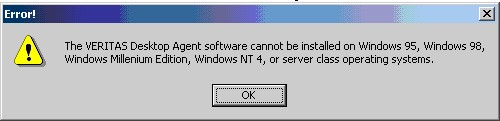 Error!
The VERITAS Desktop Agent software cannot be installed on Windows 95, Windows 98,
Windows Millenium Edition, Windows NT 4, or server class operating systems.
OK